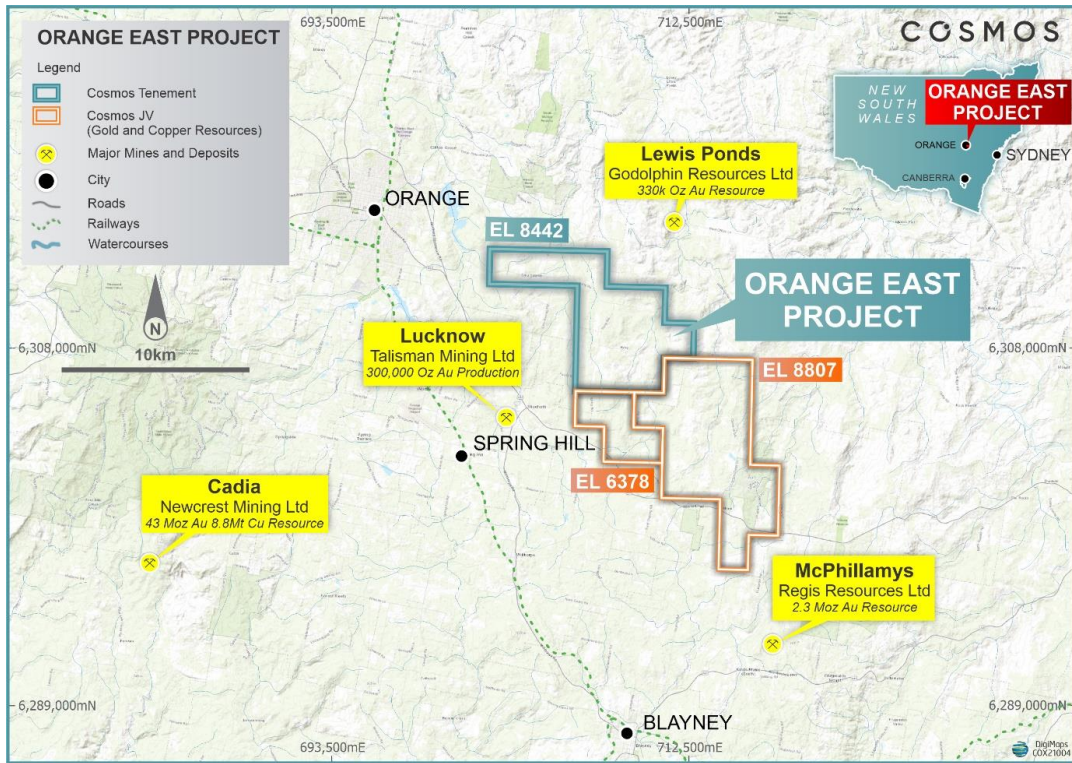 ORANGE EAST PROJECT
Legend
Cosmos Tenement
Cosmos JV
(Gold and Copper Resources)
Major Mines and Deposits
City
Roads
Railways
Watercourses
N
10km
693,500mE
712,500mE
COSMOS
NEW
SOUTH
WALES
ORANGE EAST
PROJECT
ORANGE
SYDNEY
CANBERRA
Lewis Ponds
Godolphin Resources Ltd
330k Oz Au Resource
ORANGE
EL 8442
ORANGE EAST
PROJECT
6,308,000mN
6,308,000mN
Lucknow
Talisman Mining Ltd
300,000 Oz Au Production
EL 8807
SPRING HILL
EL 6378
Cadia
Newcrest Mining Ltd
43 Moz Au 8.8Mt Cu Resource
McPhillamys
Regis Resources Ltd
2.3 Moz Au Resource
6,289,000mN
6,289,000mN
BLAYNEY
693,500mE
712,500mE
DigiMaps
COX21004